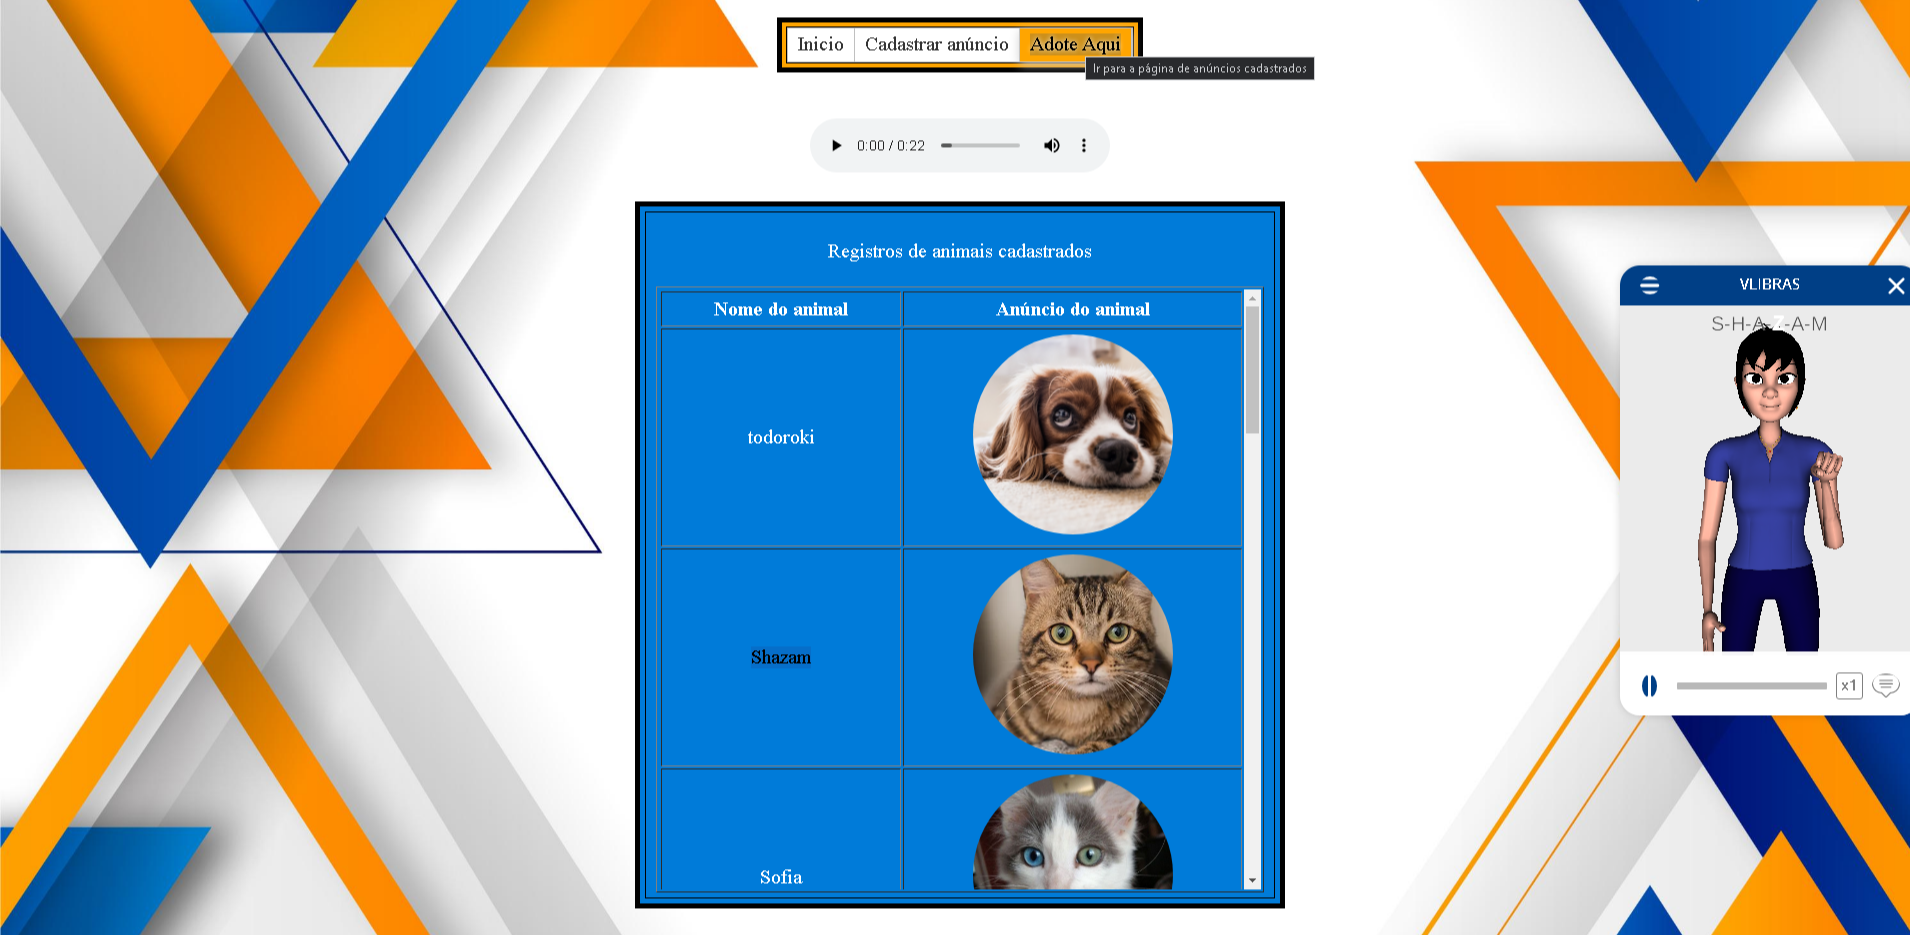 Inicio
Cadastrar anúncio
Adote Aqui
Ir para a página de anúncios cadastrados
0:00 / 0:22
Registros de animais cadastrados
Nome do animal
Anúncio do animal
todoroki
Shazam
Sofia
VLIBRAS
S-H-A-Z-A-M
x1